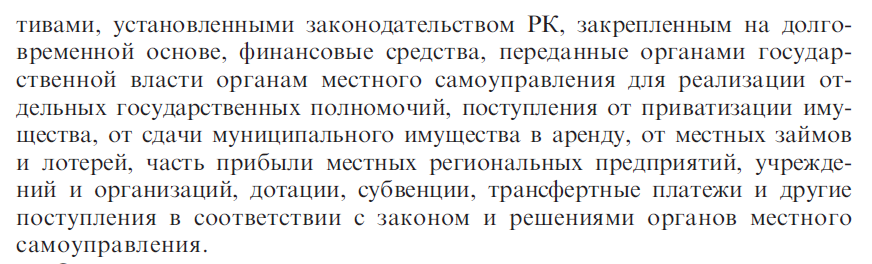 тивами, установленными законодательством РК, закрепленным на долго-
временной основе, финансовые средства, переданные органами государ-
ственной власти органам местного самоуправления для реализации от-
дельных государственных полномочий, поступления от приватизации иму-
щества, от сдачи муниципального имущества в аренду, от местных займов
и лотерей, часть прибыли местных региональных предприятий, учрежде-
ний и организаций, дотации, субвенции, трансфертные платежи и другие
поступления в соответствии с законом и решениями органов местного
самоуправления.